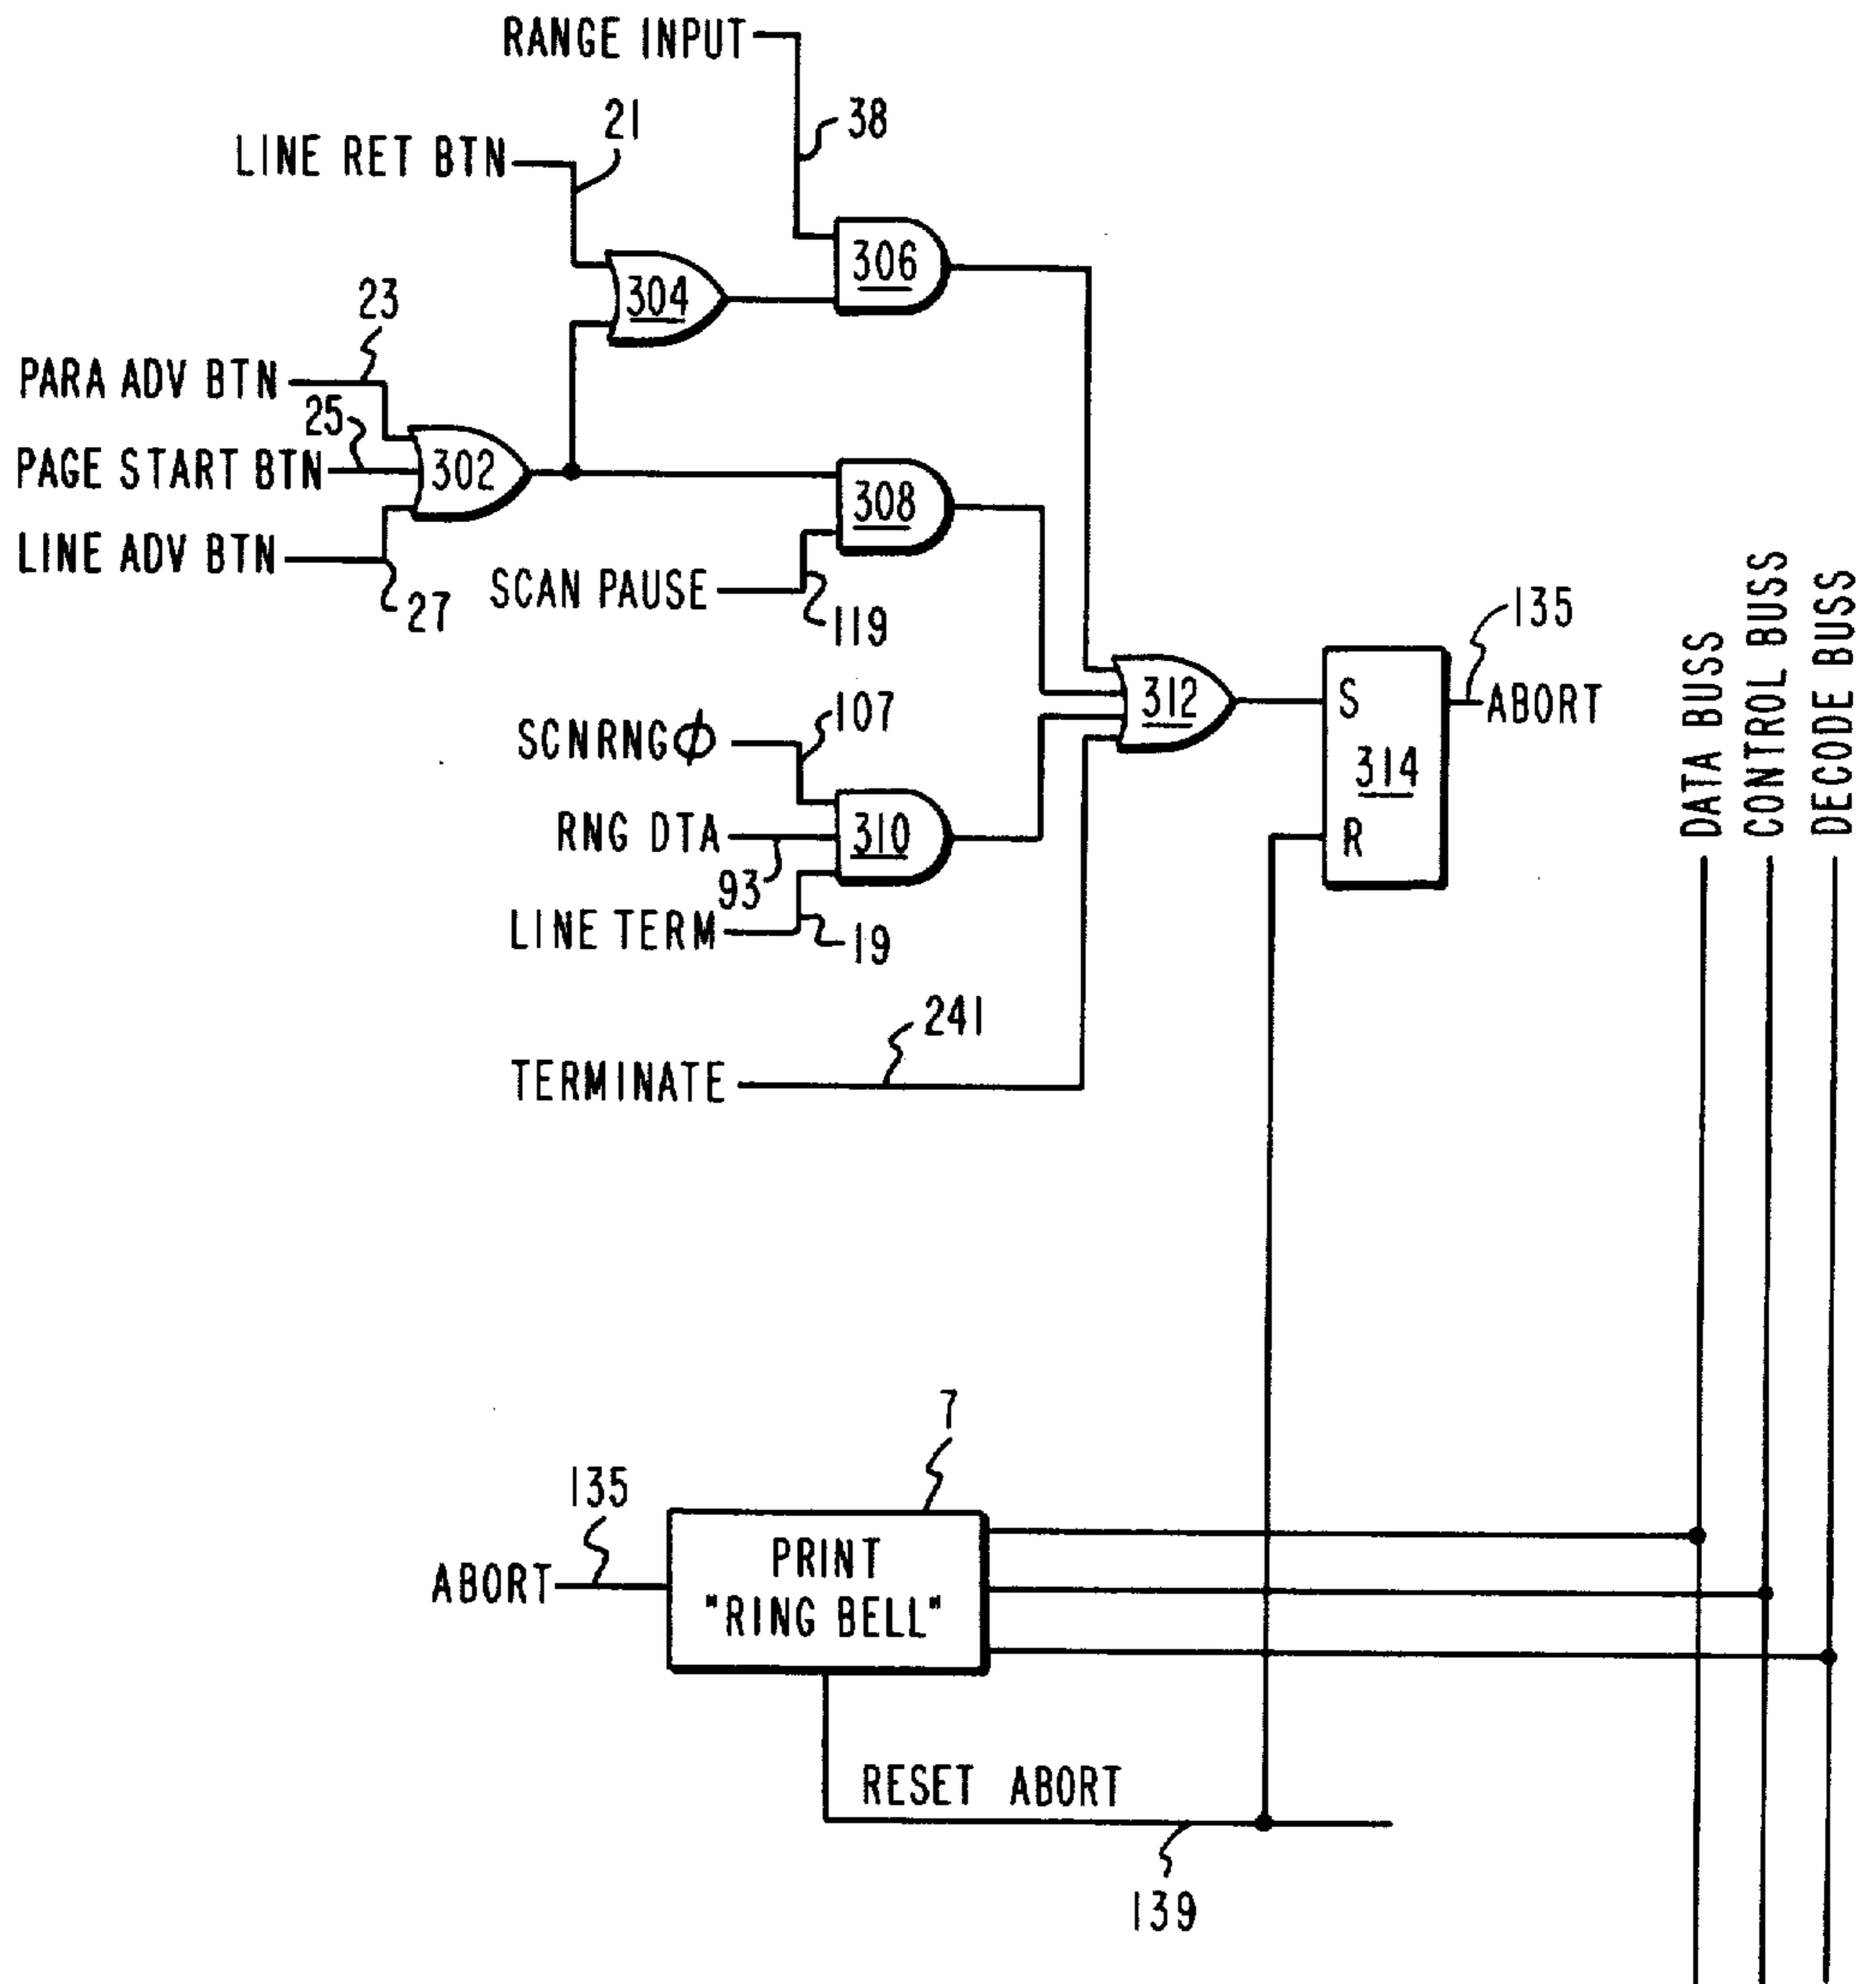 RANGE INPUT
38
21
LINE RET BTN
306
304
23
PARA ADV BTN
25
PAGE START BTN
302
308
LINE ADV BTN
27
SCAN PAUSE
119
135
ABORT
DATA BUSS
CONTROL BUSS
DECODE BUSS
312
S
314
R
107
SCNRNGϕ
RNG DTA
310
93
LINE TERM
19
241
TERMINATE
7
135
ABORT
PRINT
"RING BELL"
RESET ABORT
139